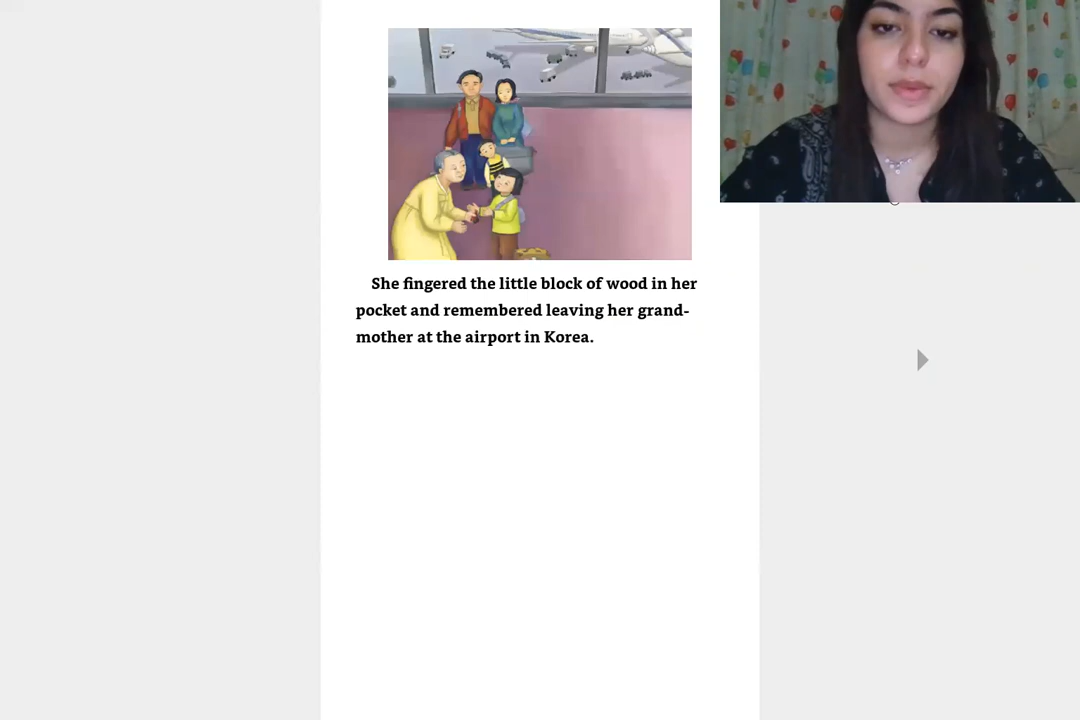 She fingered the little block of wood in her
pocket and remembered leaving her grand-
mother at the airport in Korea.